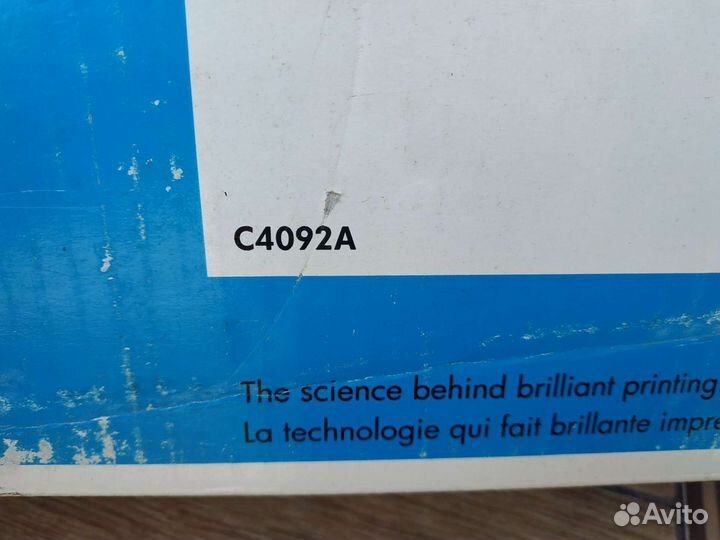 C4092A
The science behind brilliant printing
La technologie qui fait brillante
Avito